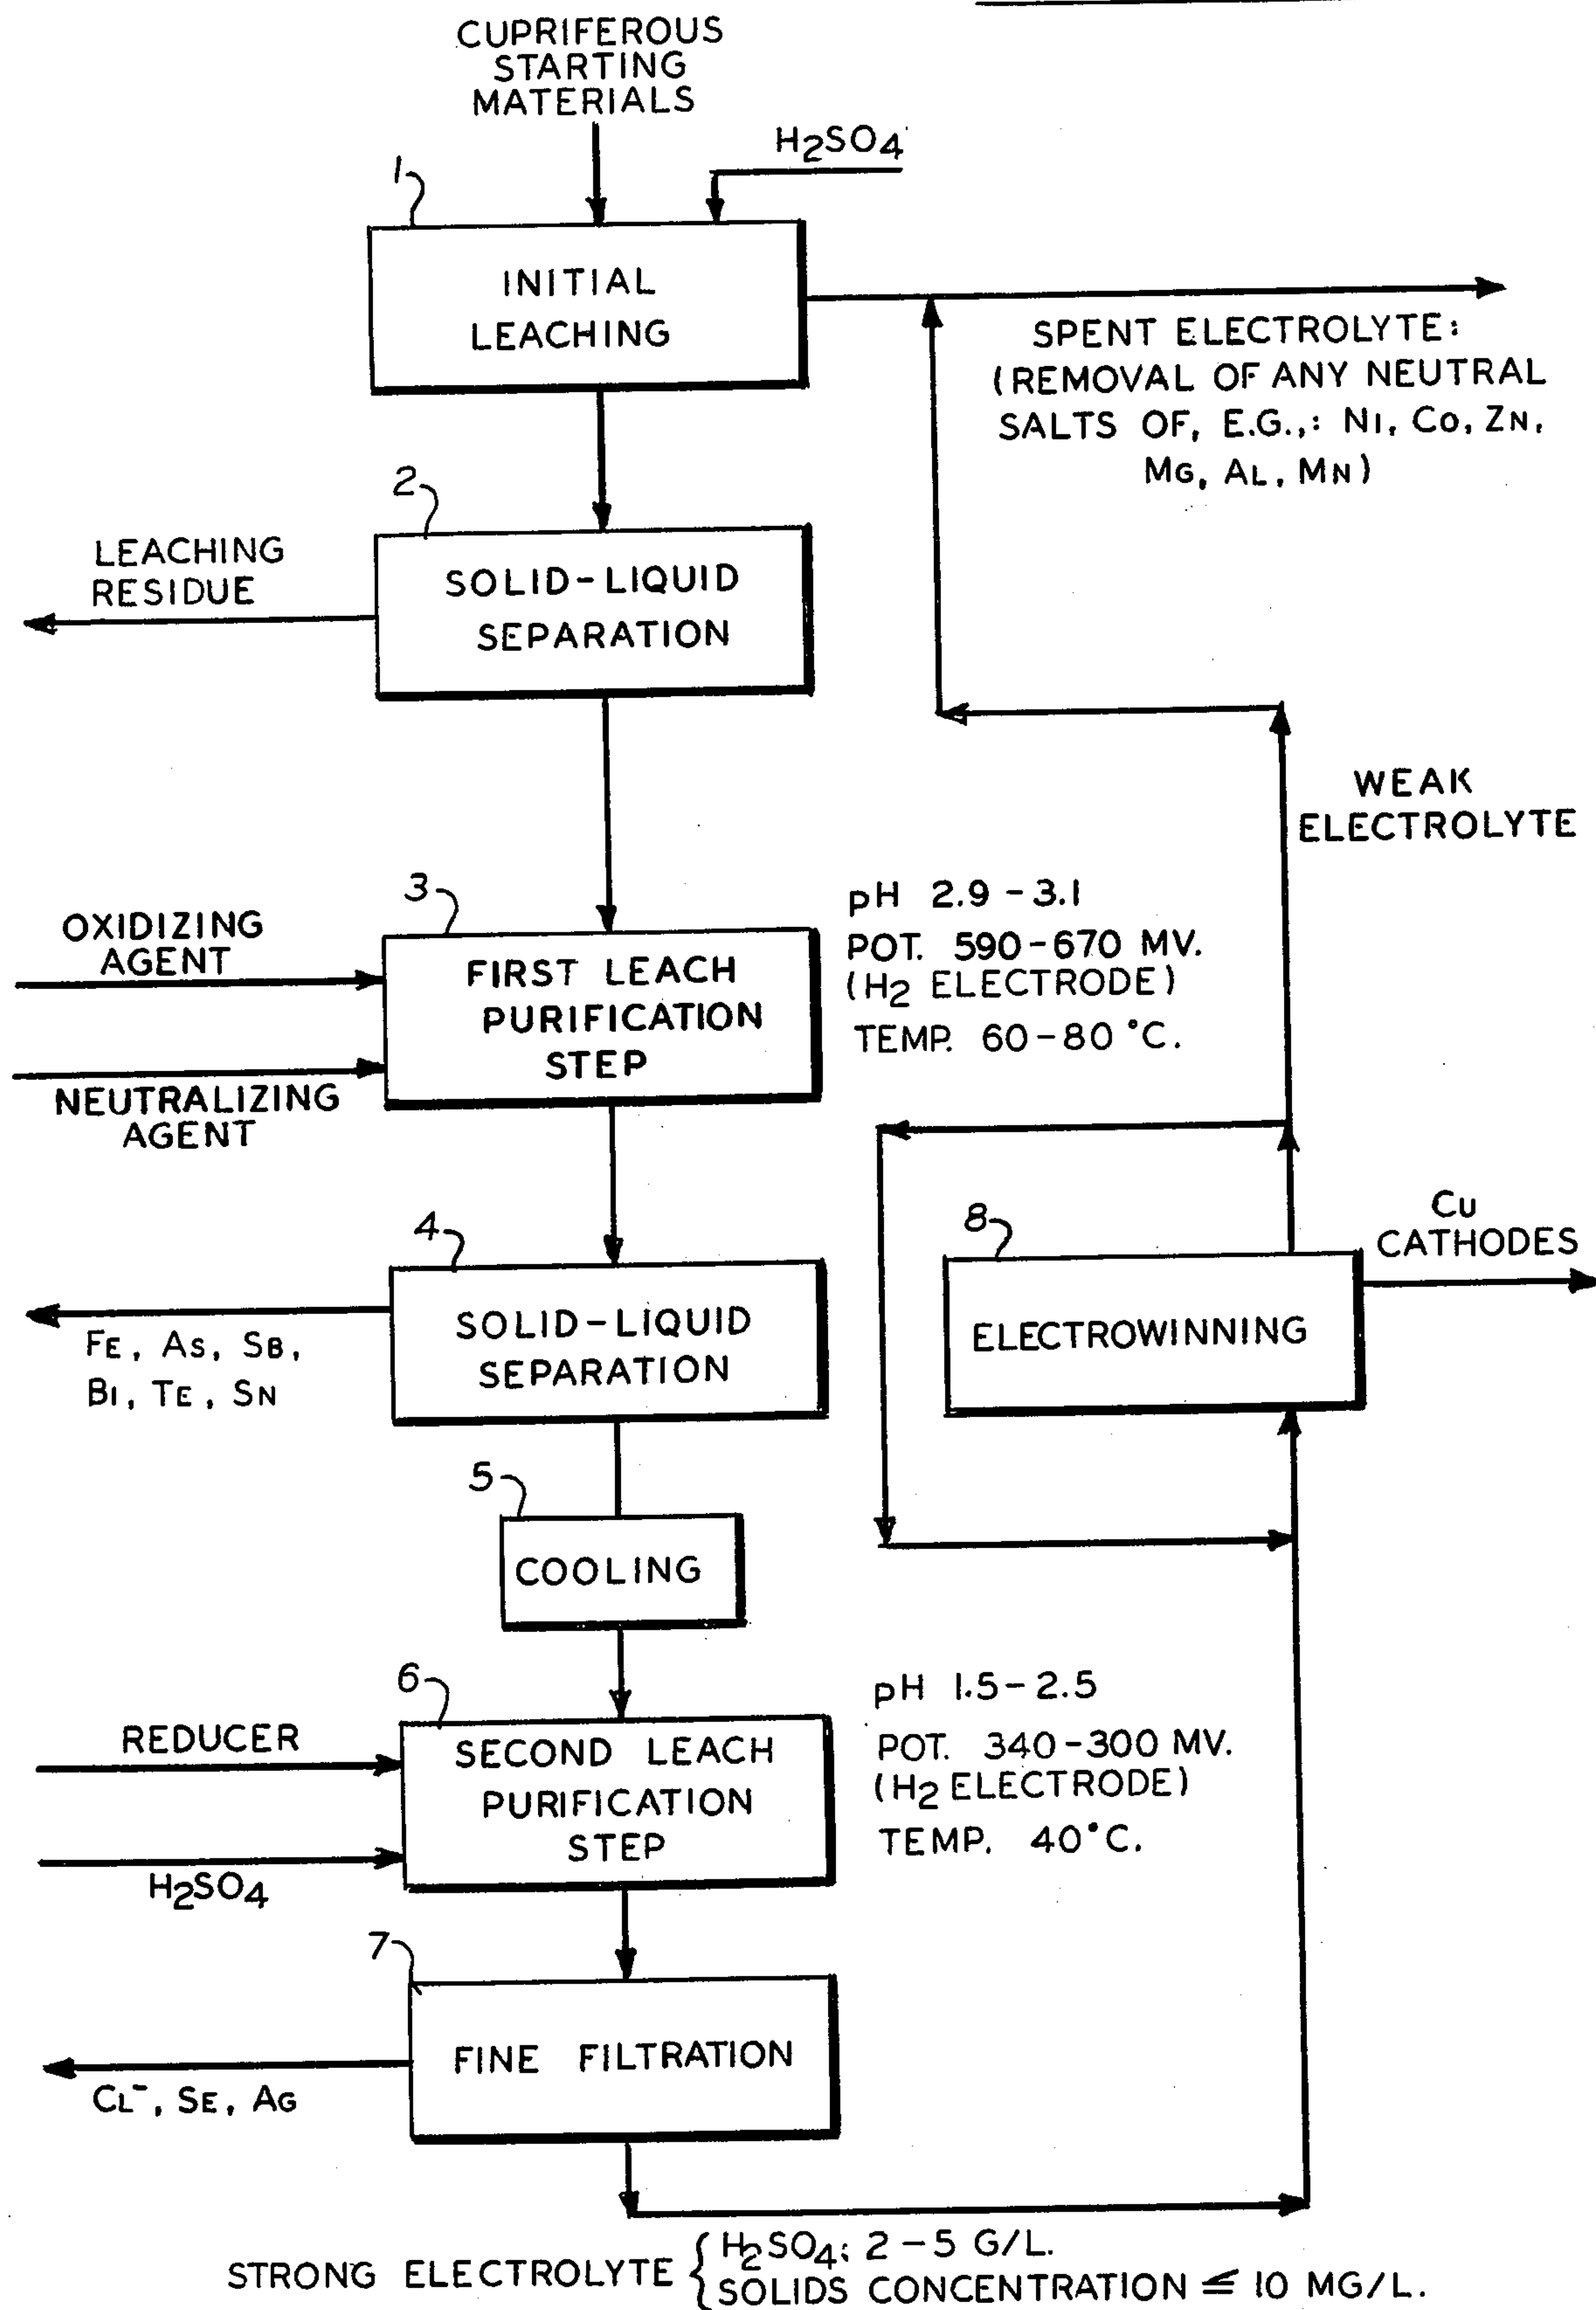 CUPRIFEROUS
STARTING
MATERIALS
H2SO4
1
INITIAL
LEACHING
SPENT ELECTROLYTE:
(REMOVAL OF ANY NEUTRAL
SALTS OF, E.G.,: NI, CO, ZN,
MG, AL, MN)
2
LEACHING
RESIDUE
SOLID-LIQUID
SEPARATION
WEAK
ELECTROLYTE
3
OXIDIZING
AGENT
NEUTRALIZING
AGENT
FIRST LEACH
PURIFICATION
STEP
pH 2.9-3.1
POT. 590-670 MV.
(H2 ELECTRODE)
TEMP. 60-80 °C.
4
SOLID-LIQUID
SEPARATION
FE, AS, SB,
BI, TE, SN
8
ELECTROWINNING
Cu
CATHODES
5
COOLING
6
REDUCER
H2SO4
SECOND LEACH
PURIFICATION
STEP
pH 1.5-2.5
POT. 340-300 MV.
(H2 ELECTRODE)
TEMP. 40°C.
7
FINE FILTRATION
CL-, SE, AG
STRONG ELECTROLYTE { H2SO4: 2-5 G/L.
SOLIDS CONCENTRATION ≤ 10 MG/L.